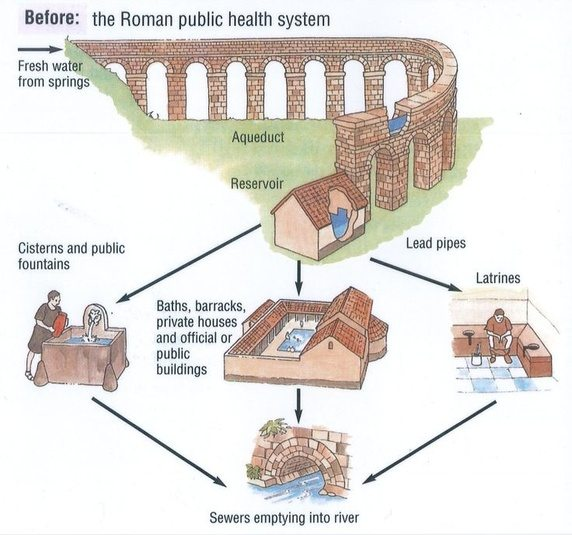 Before: the Roman public health system
Fresh water
from springs
Aqueduct
Reservoir
Lead pipes
Cisterns and public
fountains
Baths, barracks,
private houses
and official or
public
buildings
Latrines
Sewers emptying into river